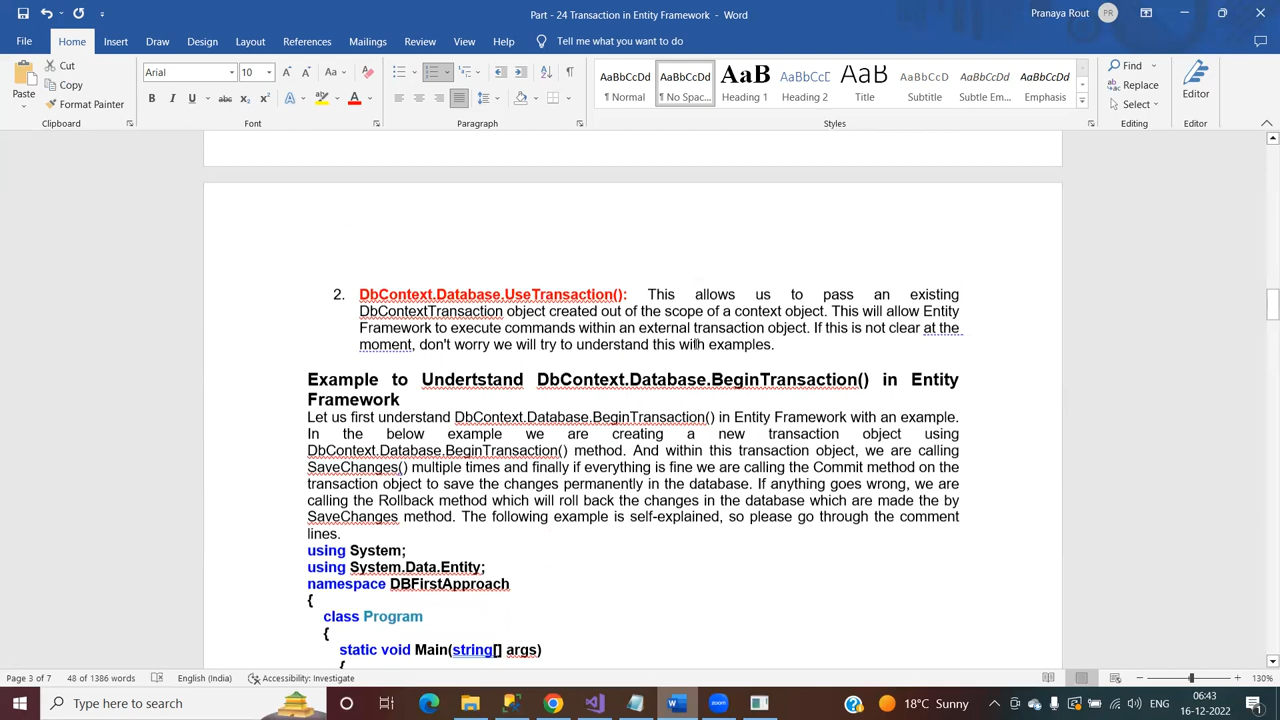 Part - 24 Transaction in Entity Framework - Word
Pranaya Rout
PR
File Home Insert Draw Design Layout References Mailings Review View Help Tell me what you want to do
Paste
Cut
Copy
Format Painter
Clipboard
Arial 10
Font
Paragraph
AaBbCcDd ¶ Normal
AaBbCcDd ¶ No Spac...
AaBb Heading 1
AaBbCcE Heading 2
AaB Title
AaBbCcDd Subtitle
AaBbCcDd Subtle Em...
AaBbCcDd Emphasis
Styles
Find
Replace
Select
Editing
Editor
Editor
2. DbContext.Database.UseTransaction(): This allows us to pass an existing
DbContextTransaction object created out of the scope of a context object. This will allow Entity
Framework to execute commands within an external transaction object. If this is not clear at the
moment, don't worry we will try to understand this with examples.
Example to Undertstand DbContext.Database.BeginTransaction() in Entity
Framework
Let us first understand DbContext.Database.BeginTransaction() in Entity Framework with an example.
In the below example we are creating a new transaction object using
DbContext.Database.BeginTransaction() method. And within this transaction object, we are calling
SaveChanges() multiple times and finally if everything is fine we are calling the Commit method on the
transaction object to save the changes permanently in the database. If anything goes wrong, we are
calling the Rollback method which will roll back the changes in the database which are made the by
SaveChanges method. The following example is self-explained, so please go through the comment
lines.
using System;
using System.Data.Entity;
namespace DBFirstApproach
{
class Program
{
static void Main(string[] args)
{
Page 3 of 7 48 of 1386 words English (India) Accessibility: Investigate 130%
Type here to search
zoom
18°C Sunny
ENG
IN
06:43
16-12-2022
1